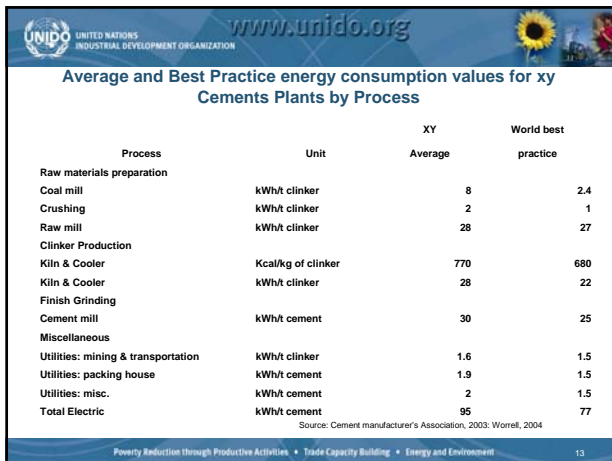 UNIDO UNITED NATIONS
INDUSTRIAL DEVELOPMENT ORGANIZATION
www.unido.org
Average and Best Practice energy consumption values for xy
Cements Plants by Process
XY World best
Process Unit Average practice
Raw materials preparation
Coal mill kWh/t clinker 8 2.4
Crushing kWh/t clinker 2 1
Raw mill kWh/t clinker 28 27
Clinker Production
Kiln & Cooler Kcal/kg of clinker 770 680
Kiln & Cooler kWh/t clinker 28 22
Finish Grinding
Cement mill kWh/t cement 30 25
Miscellaneous
Utilities: mining & transportation kWh/t clinker 1.6 1.5
Utilities: packing house kWh/t cement 1.9 1.5
Utilities: misc. kWh/t cement 2 1.5
Total Electric kWh/t cement 95 77
Source: Cement manufacturer's Association, 2003: Worrell, 2004
Poverty Reduction through Productive Activities • Trade Capacity Building • Energy and Environment 13